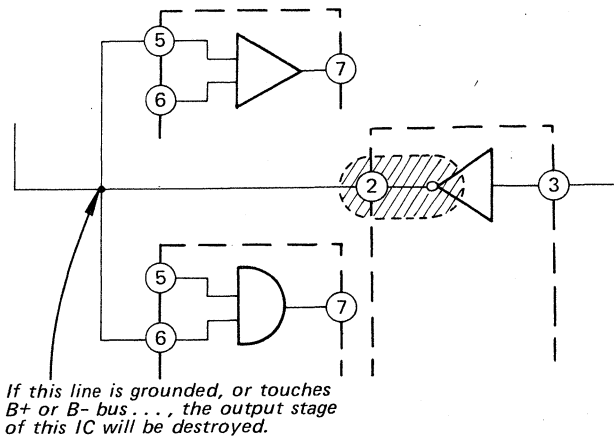 5
7
6
2
3
5
7
6
If this line is grounded, or touches
B+ or B- bus . . . , the output stage
of this IC will be destroyed.